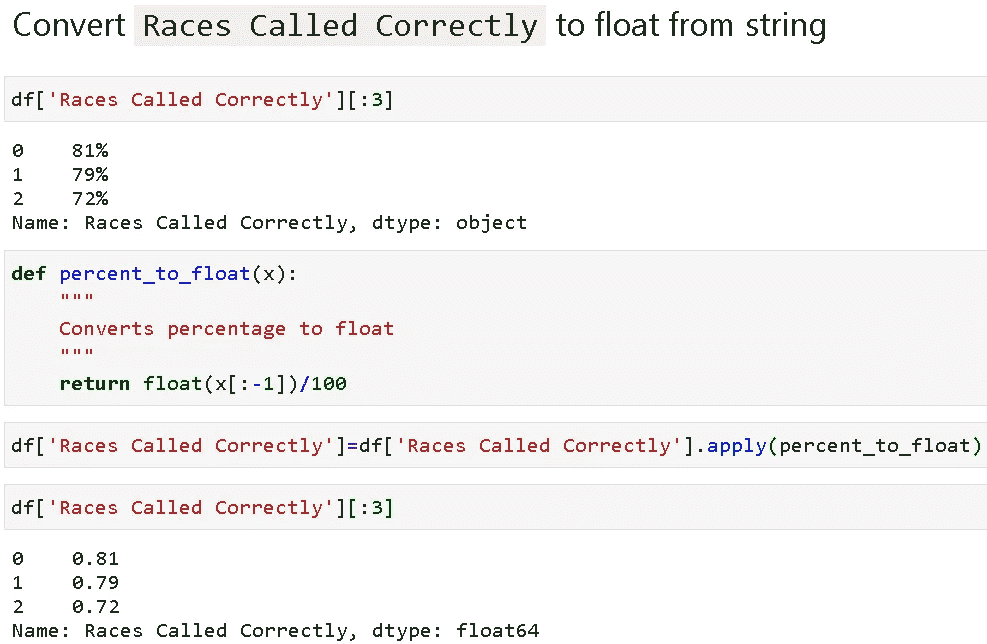 Convert Races Called Correctly to float from string
df['Races Called Correctly'][:3]
0    81%
1    79%
2    72%
Name: Races Called Correctly, dtype: object
def percent_to_float(x):
    """
    Converts percentage to float
    """
    return float(x[:-1])/100
df['Races Called Correctly']=df['Races Called Correctly'].apply(percent_to_float)
df['Races Called Correctly'][:3]
0    0.81
1    0.79
2    0.72
Name: Races Called Correctly, dtype: float64